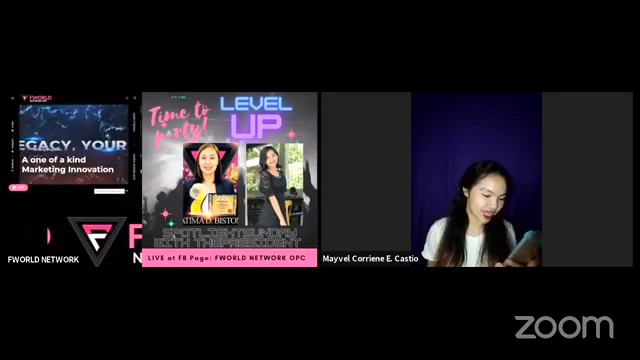 FWORLD
EGACY, YOUR
A one of a kind
Marketing Innovation
FWORLD NETWORK
Time to
party!
LEVEL
UP
FATIMA D. BISTO
SPOTLIGHTSUNDAY
WITH THEPRESIDENT
LIVE at FB Page: FWORLD NETWORK OPC
Mayvel Corriene E. Castio
zoom